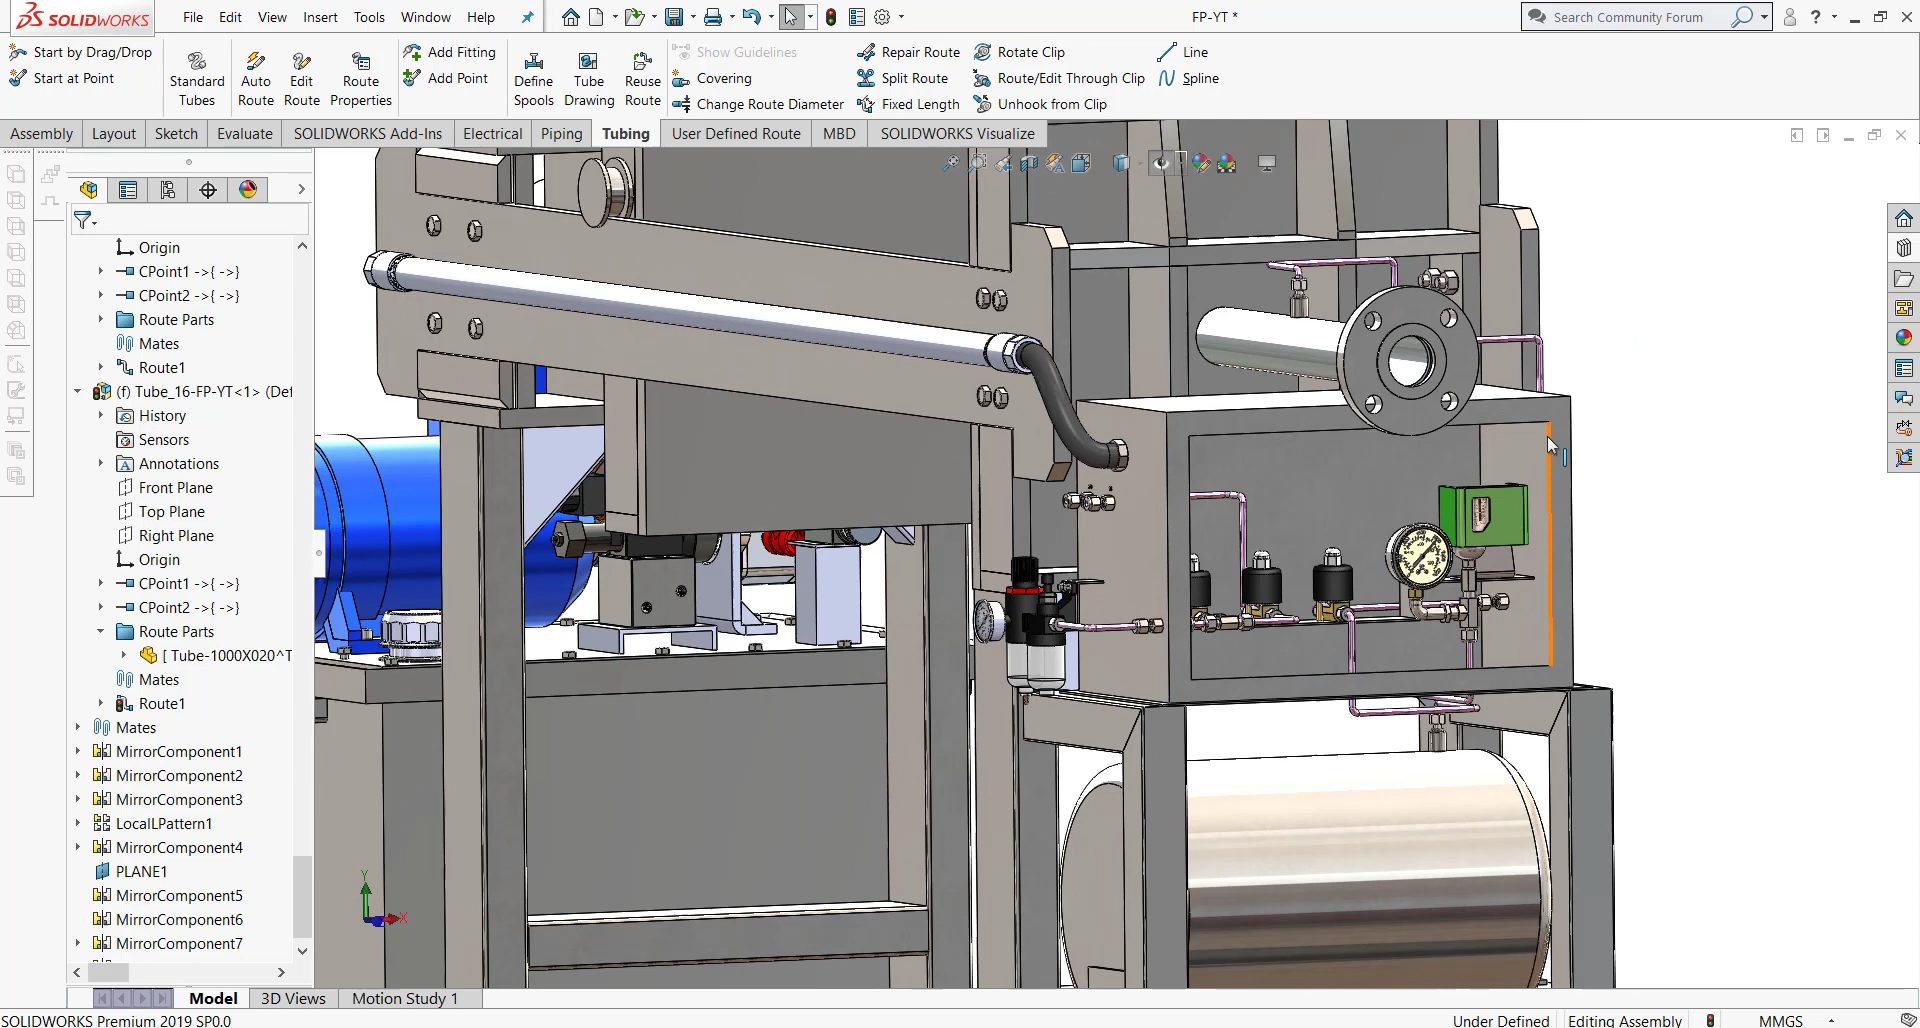 SOLIDWORKS
File Edit View Insert Tools Window Help
FP-YT *
Search Community Forum
Start by Drag/Drop
Start at Point
Standard Tubes
Auto Route
Edit Route
Route Properties
Add Fitting
Add Point
Define Spools
Tube Drawing
Reuse Route
Show Guidelines
Covering
Change Route Diameter
Repair Route
Split Route
Fixed Length
Rotate Clip
Route/Edit Through Clip
Unhook from Clip
Line
Spline
Assembly Layout Sketch Evaluate SOLIDWORKS Add-Ins Electrical Piping Tubing User Defined Route MBD SOLIDWORKS Visualize
Origin
CPoint1 ->{ ->}
CPoint2 ->{ ->}
Route Parts
Mates
Route1
(f) Tube_16-FP-YT<1> (Def
History
Sensors
Annotations
Front Plane
Top Plane
Right Plane
Origin
CPoint1 ->{ ->}
CPoint2 ->{ ->}
Route Parts
[ Tube-1000X020^T
Mates
Route1
Mates
MirrorComponent1
MirrorComponent2
MirrorComponent3
LocalLPattern1
MirrorComponent4
PLANE1
MirrorComponent5
MirrorComponent6
MirrorComponent7
Y
X
Model 3D Views Motion Study 1
SOLIDWORKS Premium 2019 SP0.0
Under Defined Editing Assembly MMGS